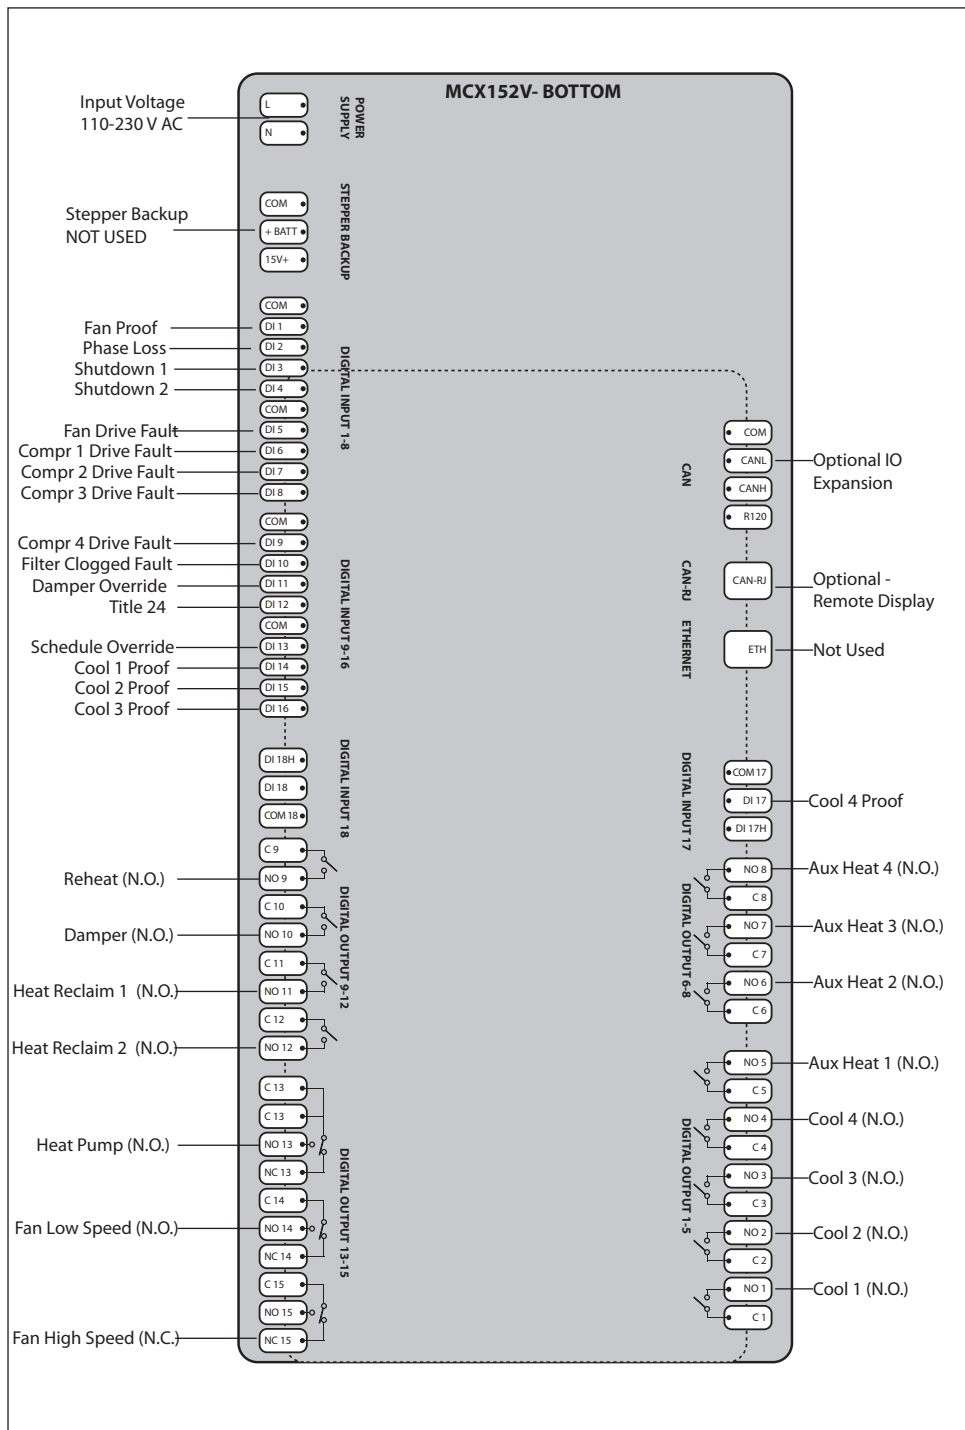 MCX152V- BOTTOM
Input Voltage
110-230 V AC
L
N
POWER
SUPPLY
Stepper Backup
NOT USED
COM
+ BATT
15V+
STEPPER BACKUP
COM
Fan Proof
DI 1
Phase Loss
DI 2
Shutdown 1
DI 3
Shutdown 2
DI 4
COM
Fan Drive Fault
DI 5
Compr 1 Drive Fault
DI 6
Compr 2 Drive Fault
DI 7
Compr 3 Drive Fault
DI 8
DIGITAL INPUT 1-8
COM
Compr 4 Drive Fault
DI 9
Filter Clogged Fault
DI 10
Damper Override
DI 11
Title 24
DI 12
COM
Schedule Override
DI 13
Cool 1 Proof
DI 14
Cool 2 Proof
DI 15
Cool 3 Proof
DI 16
DIGITAL INPUT 9-16
DI 18H
DI 18
COM 18
DIGITAL INPUT 18
C 9
Reheat (N.O.)
NO 9
C 10
Damper (N.O.)
NO 10
C 11
Heat Reclaim 1 (N.O.)
NO 11
C 12
Heat Reclaim 2 (N.O.)
NO 12
DIGITAL OUTPUT 9-12
C 13
C 13
Heat Pump (N.O.)
NO 13
NC 13
C 14
Fan Low Speed (N.O.)
NO 14
NC 14
C 15
NO 15
Fan High Speed (N.C.)
NC 15
DIGITAL OUTPUT 13-15
CAN
COM
CANL
Optional IO
Expansion
CANH
R120
CAN-RJ
CAN-RJ
Optional -
Remote Display
ETHERNET
ETH
Not Used
DIGITAL INPUT 17
COM 17
DI 17
Cool 4 Proof
DI 17H
DIGITAL OUTPUT 6-8
NO 8
Aux Heat 4 (N.O.)
C 8
NO 7
Aux Heat 3 (N.O.)
C 7
NO 6
Aux Heat 2 (N.O.)
C 6
DIGITAL OUTPUT 1-5
NO 5
Aux Heat 1 (N.O.)
C 5
NO 4
Cool 4 (N.O.)
C 4
NO 3
Cool 3 (N.O.)
C 3
NO 2
Cool 2 (N.O.)
C 2
NO 1
Cool 1 (N.O.)
C 1